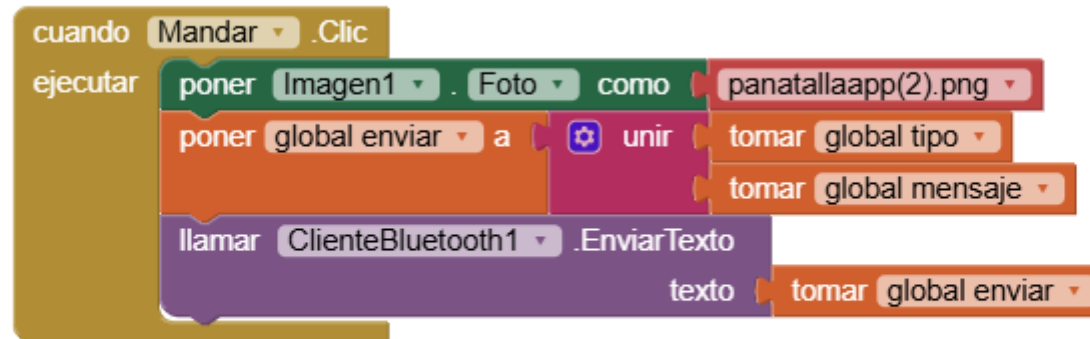 cuando Mandar .Clic
ejecutar poner Imagen1 . Foto como panatallaapp(2).png
poner global enviar a unir tomar global tipo
tomar global mensaje
llamar ClienteBluetooth1 .EnviarTexto
texto tomar global enviar